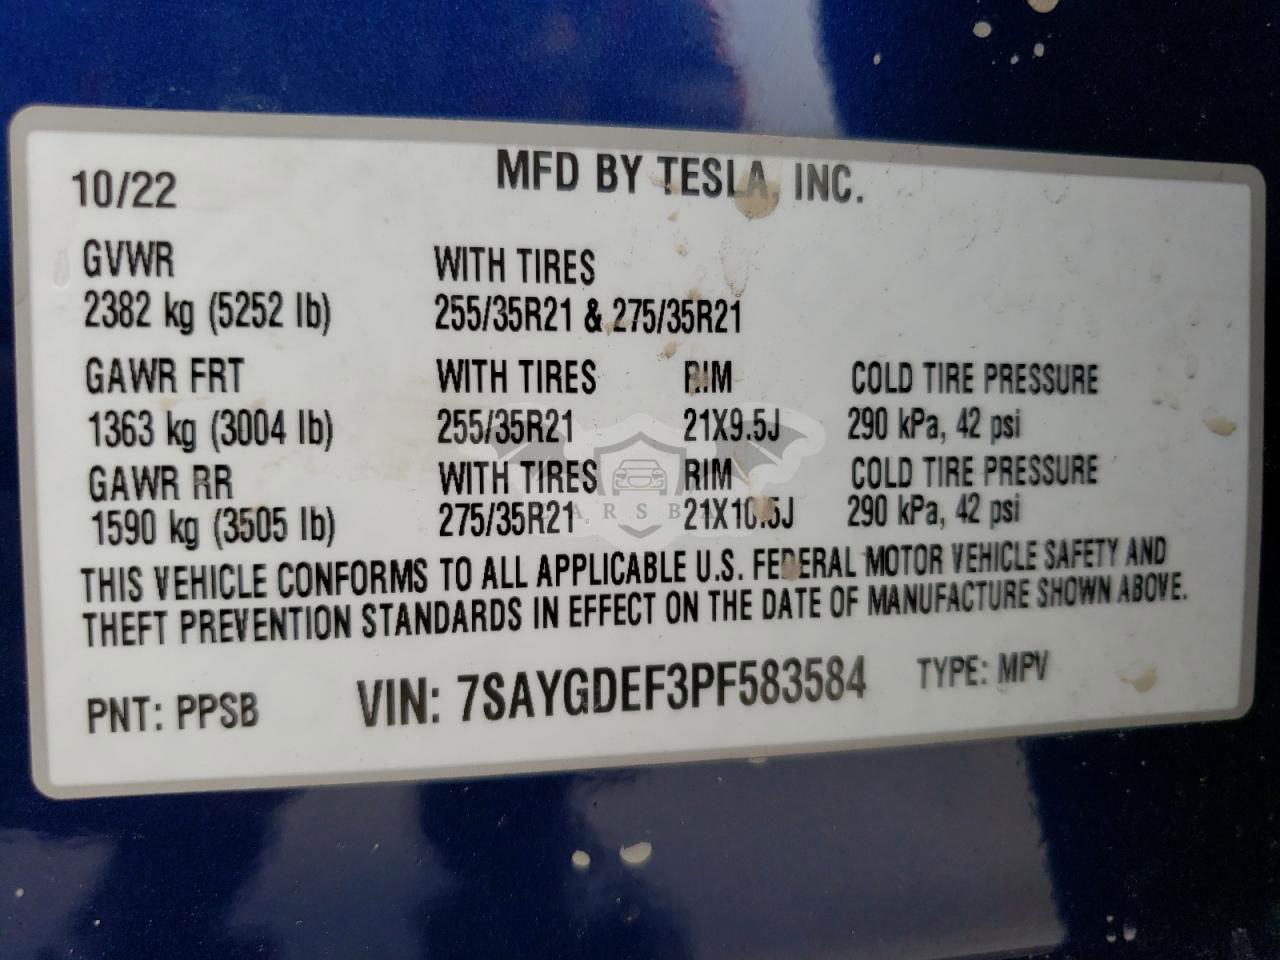 10/22 MFD BY TESLA, INC.
GVWR WITH TIRES
2382 kg (5252 lb) 255/35R21 & 275/35R21
GAWR FRT WITH TIRES RIM COLD TIRE PRESSURE
1363 kg (3004 lb) 255/35R21 21X9.5J 290 kPa, 42 psi
GAWR RR WITH TIRES RIM COLD TIRE PRESSURE
1590 kg (3505 lb) 275/35R21 21X10.5J 290 kPa, 42 psi
THIS VEHICLE CONFORMS TO ALL APPLICABLE U.S. FEDERAL MOTOR VEHICLE SAFETY AND
THEFT PREVENTION STANDARDS IN EFFECT ON THE DATE OF MANUFACTURE SHOWN ABOVE.
PNT: PPSB VIN: 7SAYGDEF3PF583584 TYPE: MPV